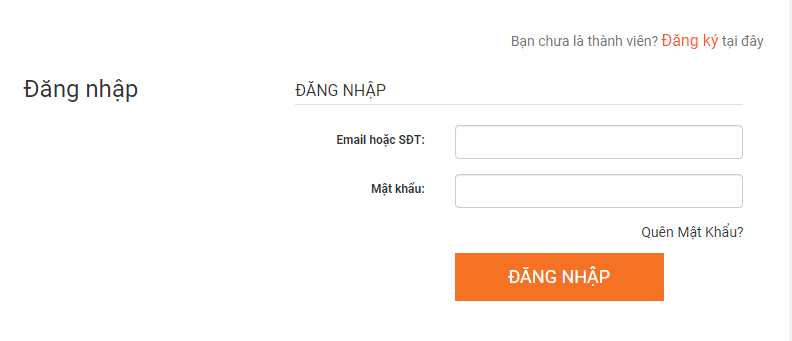 Bạn chưa là thành viên? Đăng ký tại đây
Đăng nhập
ĐĂNG NHẬP
Email hoặc SĐT:
Mật khẩu:
Quên Mật Khẩu?
ĐĂNG NHẬP